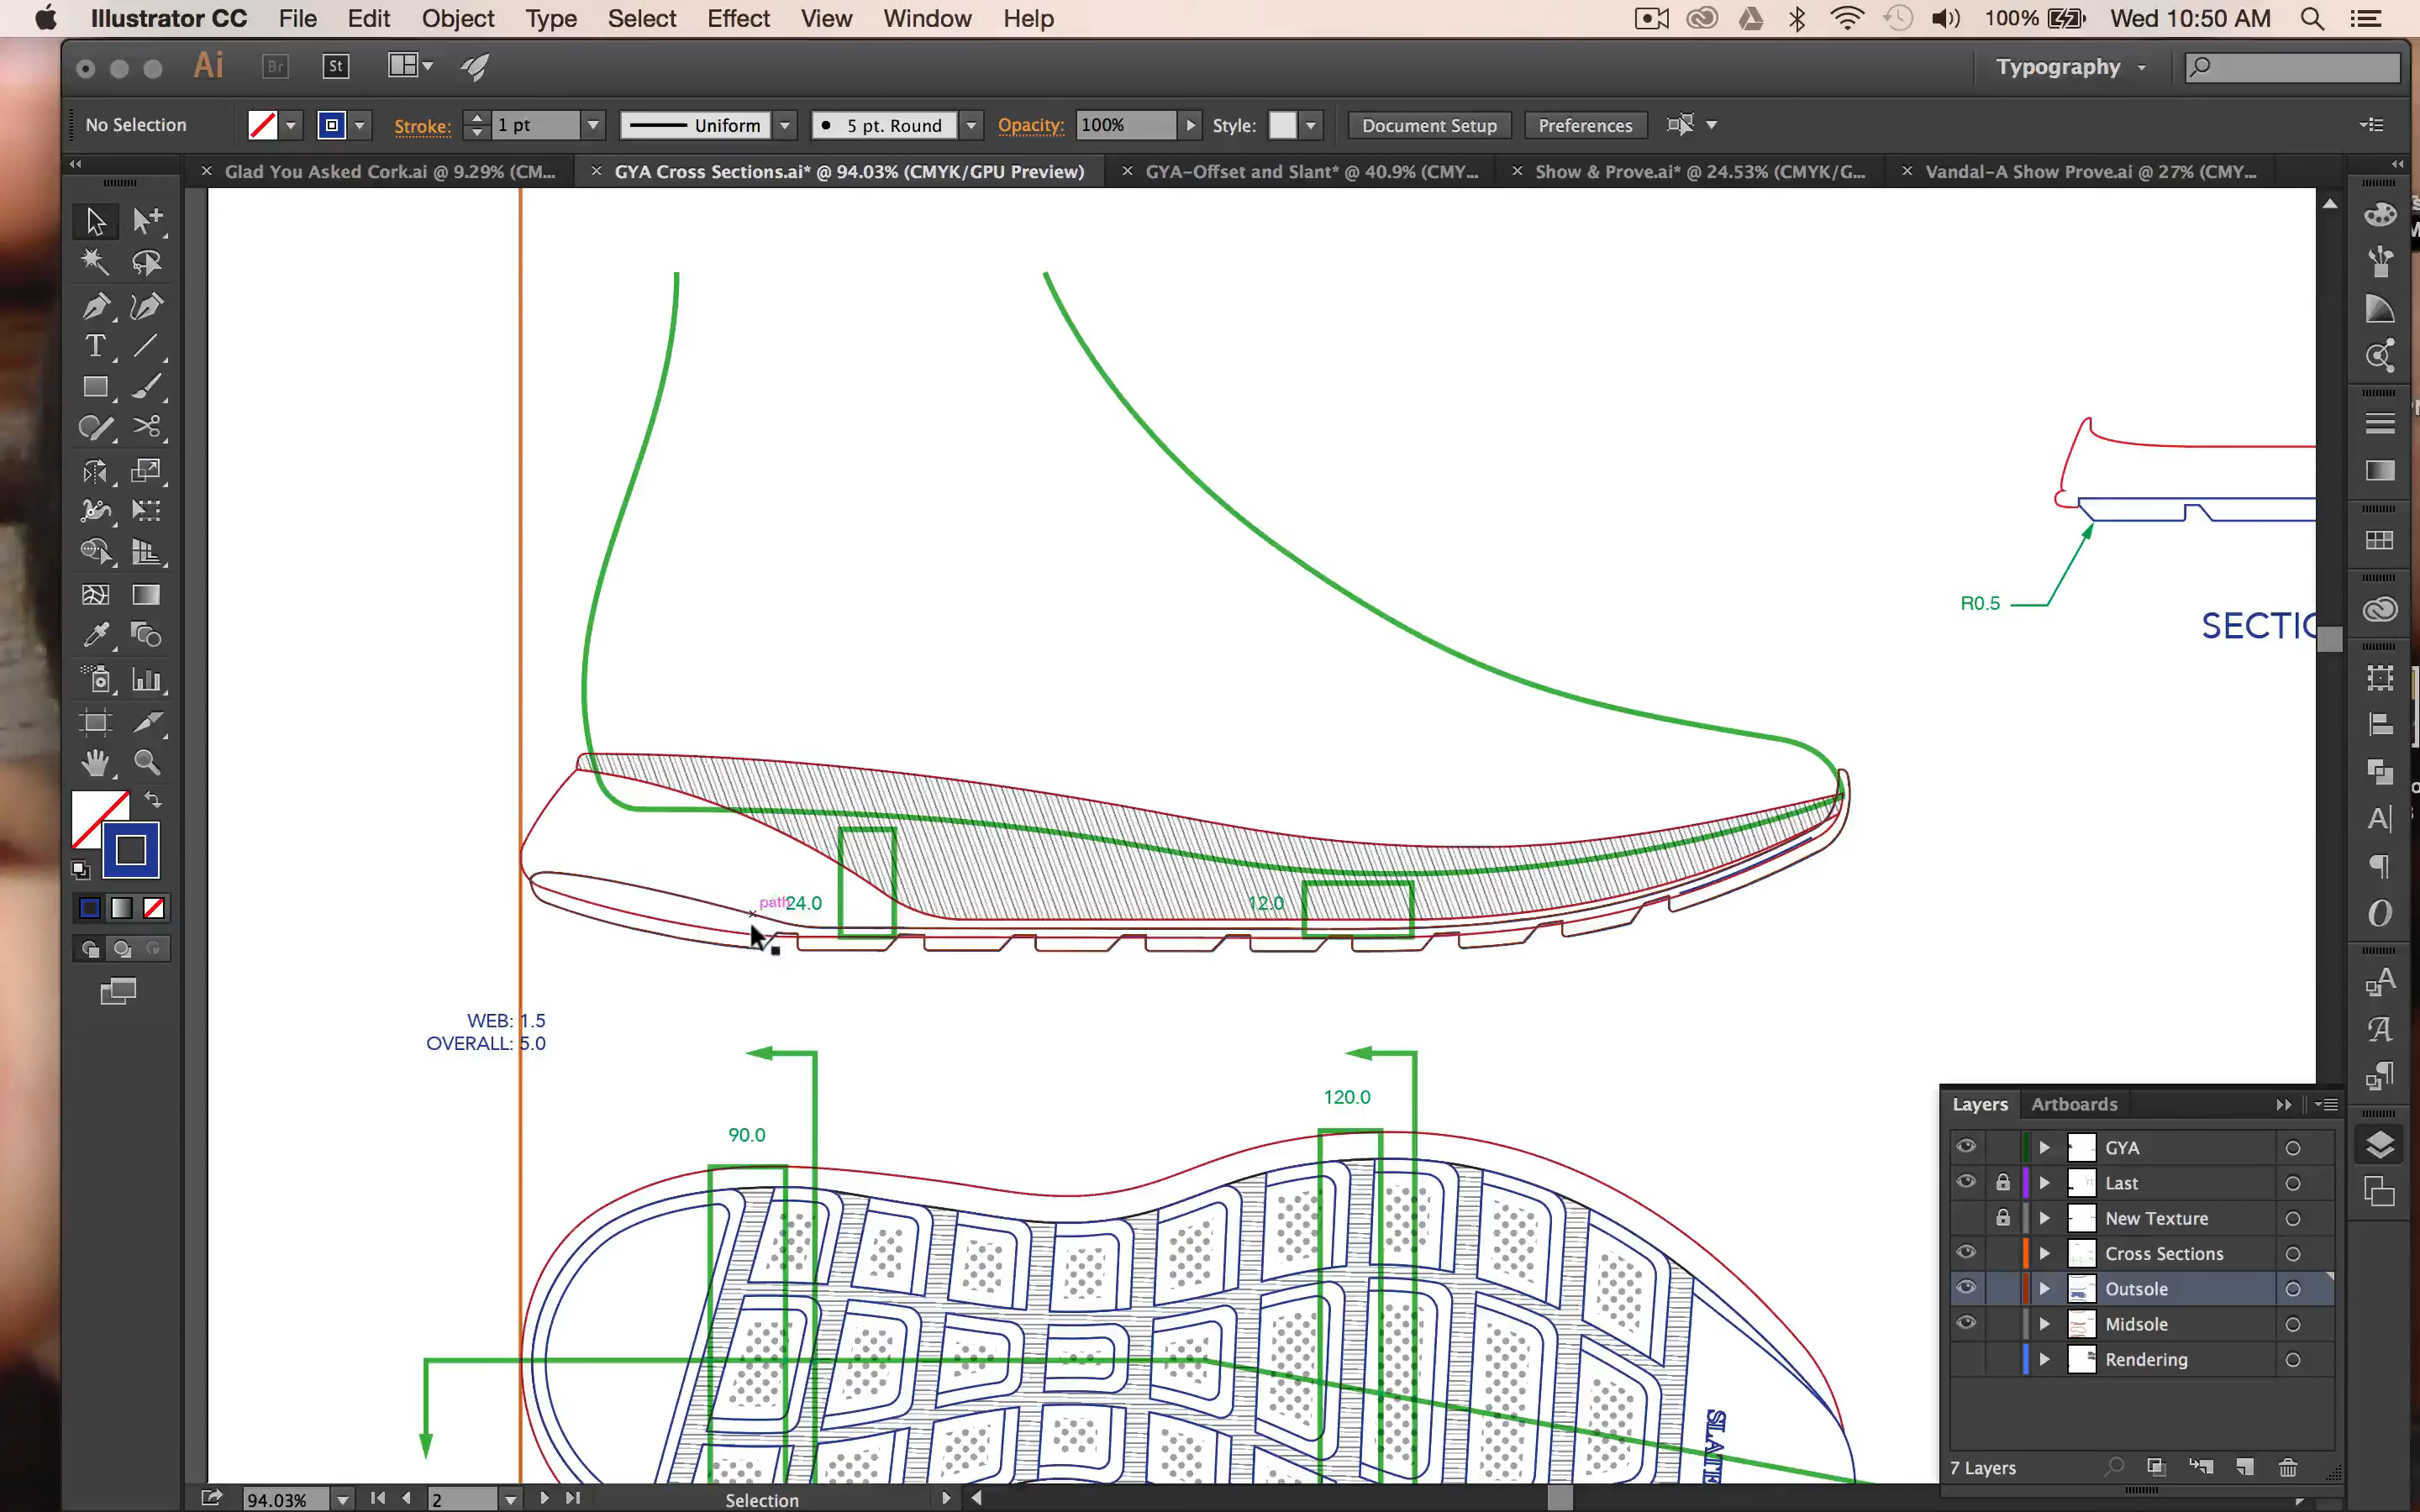 Illustrator CC File Edit Object Type Select Effect View Window Help 100% Wed 10:50 AM
Ai Br St Typography
No Selection Stroke: 1 pt Uniform 5 pt. Round Opacity: 100% Style: Document Setup Preferences
× Glad You Asked Cork.ai @ 9.29% (CM... × GYA Cross Sections.ai* @ 94.03% (CMYK/GPU Preview) × GYA-Offset and Slant* @ 40.9% (CMY... × Show & Prove.ai* @ 24.53% (CMYK/G... × Vandal-A Show Prove.ai @ 27% (CMY...
R0.5
SECTIO
path
24.0
12.0
WEB: 1.5
OVERALL: 5.0
120.0
90.0
SLATE
Layers Artboards
GYA
Last
New Texture
Cross Sections
Outsole
Midsole
Rendering
7 Layers
94.03% 2 Selection